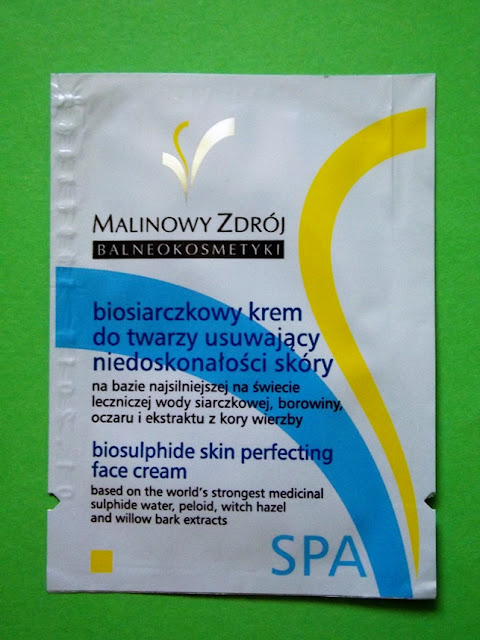 MALINOWY ZDRÓJ
BALNEOKOSMETYKI
biosiarczkowy krem
do twarzy usuwający
niedoskonałości skóry
na bazie najsilniejszej na świecie
leczniczej wody siarczkowej, borowiny,
oczaru i ekstraktu z kory wierzby
biosulphide skin perfecting
face cream
based on the world's strongest medicinal
sulphide water, peloid, witch hazel
and willow bark extracts
SPA